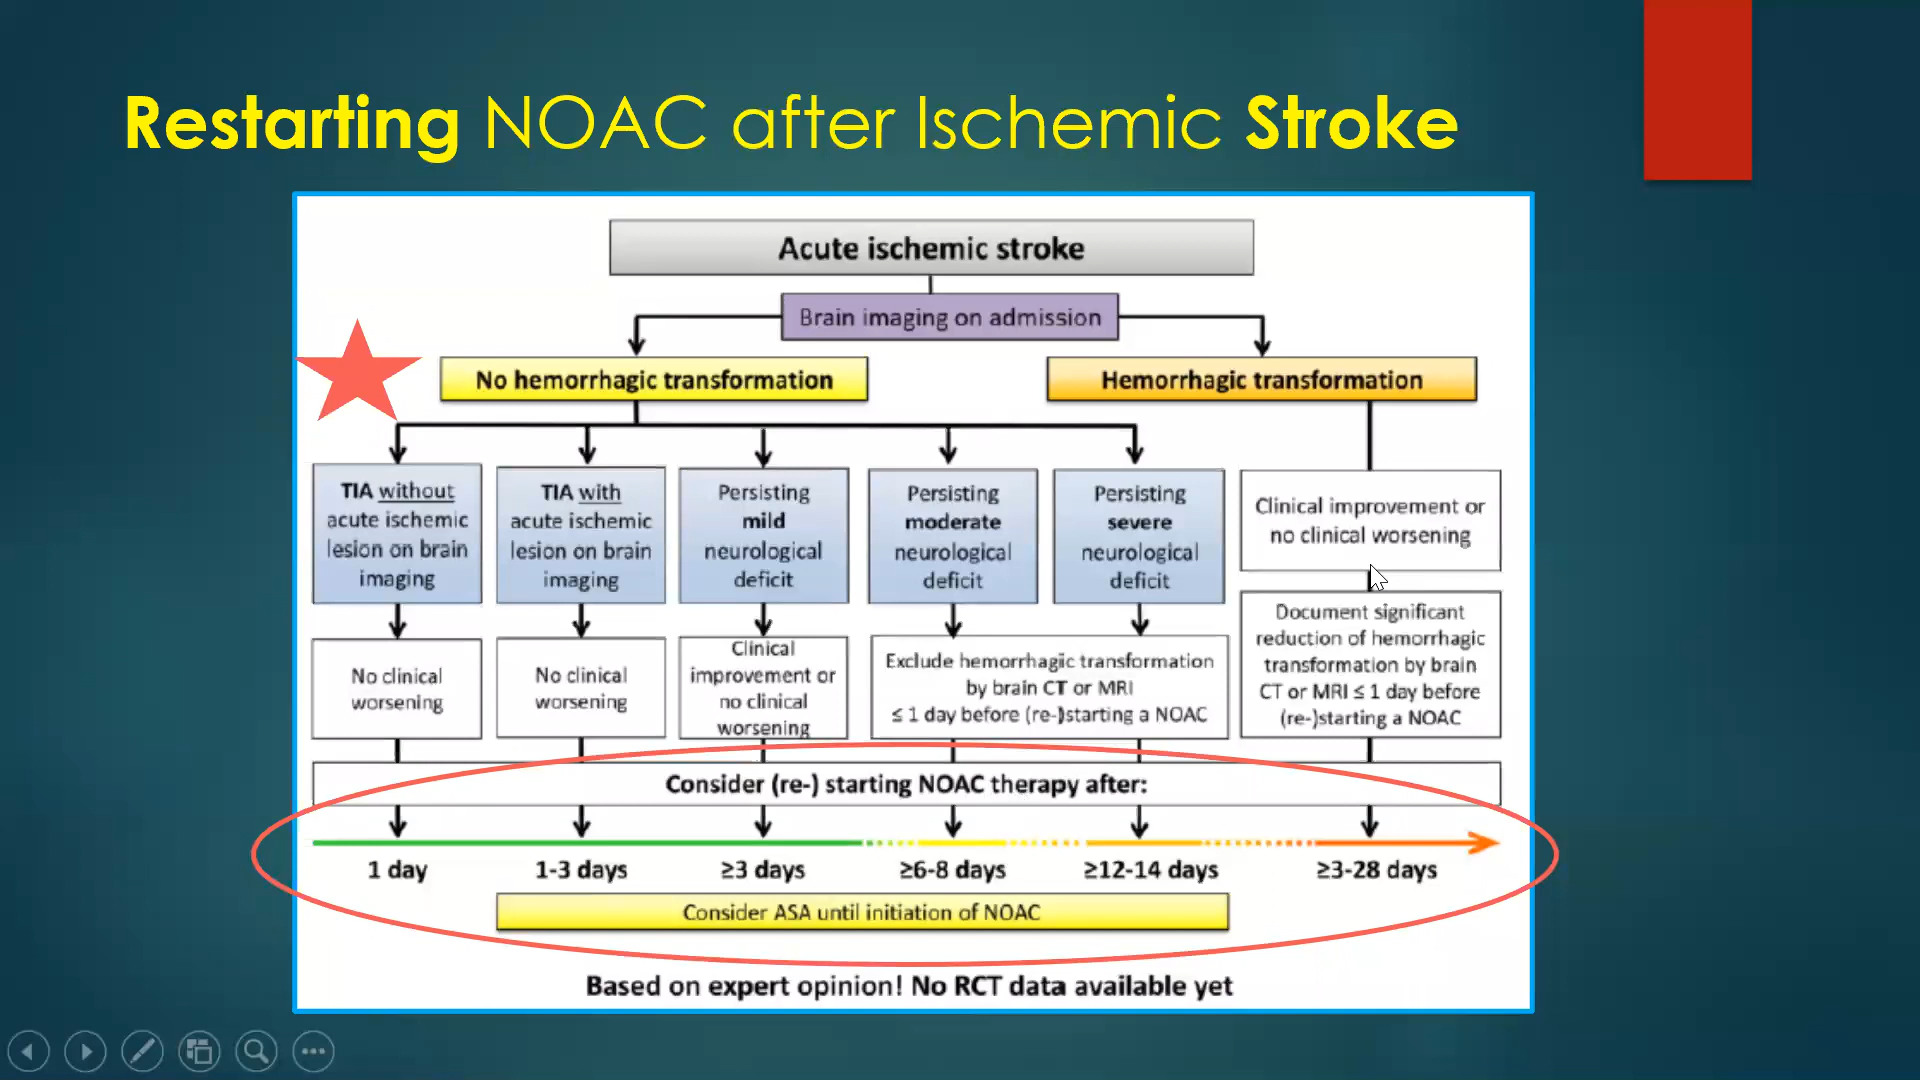 Restarting NOAC after Ischemic Stroke
Acute ischemic stroke
Brain imaging on admission
No hemorrhagic transformation
Hemorrhagic transformation
TIA without
acute ischemic
lesion on brain
imaging
TIA with
acute ischemic
lesion on brain
imaging
Persisting
mild
neurological
deficit
Persisting
moderate
neurological
deficit
Persisting
severe
neurological
deficit
Clinical improvement or
no clinical worsening
No clinical
worsening
No clinical
worsening
Clinical
improvement or
no clinical
worsening
Exclude hemorrhagic transformation
by brain CT or MRI
≤ 1 day before (re-)starting a NOAC
Document significant
reduction of hemorrhagic
transformation by brain
CT or MRI ≤ 1 day before
(re-)starting a NOAC
Consider (re-) starting NOAC therapy after:
1 day
1-3 days
≥3 days
≥6-8 days
≥12-14 days
≥3-28 days
Consider ASA until initiation of NOAC
Based on expert opinion! No RCT data available yet